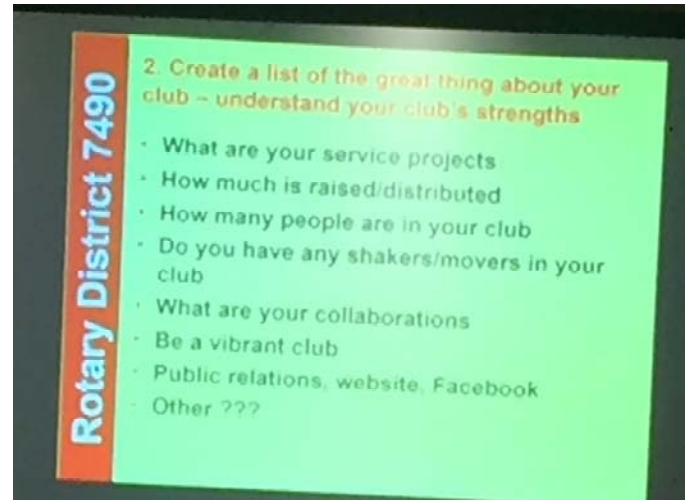 Rotary District 7490
2. Create a list of the great thing about your
club – understand your club's strengths
· What are your service projects
· How much is raised/distributed
· How many people are in your club
· Do you have any shakers/movers in your
club
· What are your collaborations
· Be a vibrant club
· Public relations, website, Facebook
· Other ???